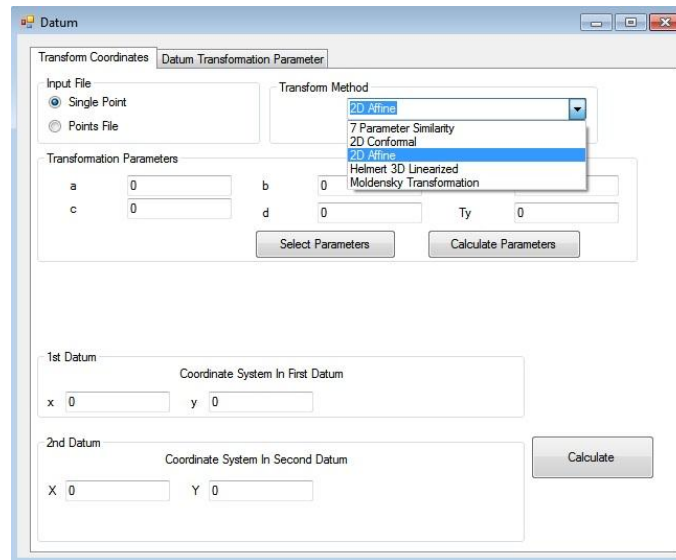 Datum
Transform Coordinates Datum Transformation Parameter
Input File
Single Point
Points File
Transform Method
2D Affine
7 Parameter Similarity
2D Conformal
2D Affine
Helmert 3D Linearized
Moldensky Transformation
Transformation Parameters
a 0 b 0
c 0 d 0 Ty 0
Select Parameters Calculate Parameters
1st Datum
Coordinate System In First Datum
x 0 y 0
2nd Datum
Coordinate System In Second Datum
X 0 Y 0
Calculate